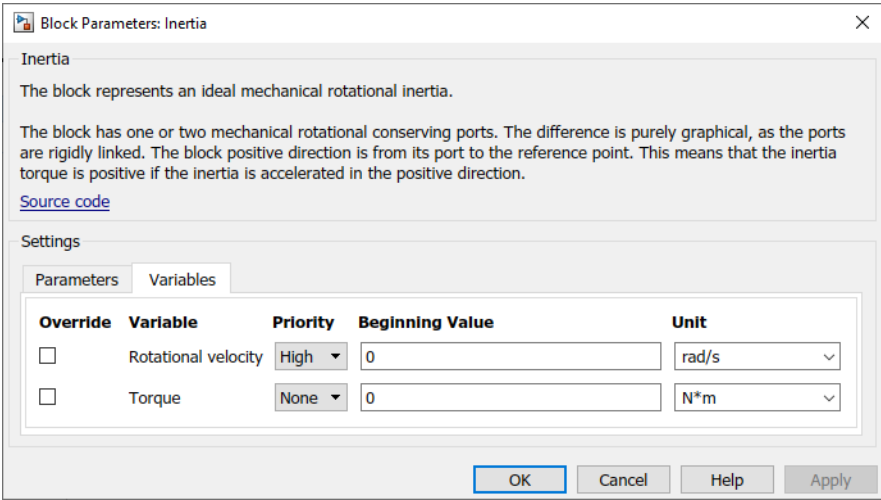 Block Parameters: Inertia
Inertia
The block represents an ideal mechanical rotational inertia.
The block has one or two mechanical rotational conserving ports. The difference is purely graphical, as the ports
are rigidly linked. The block positive direction is from its port to the reference point. This means that the inertia
torque is positive if the inertia is accelerated in the positive direction.
Source code
Settings
Parameters Variables
Override Variable Priority Beginning Value Unit
Rotational velocity High 0 rad/s
Torque None 0 N*m
OK Cancel Help Apply